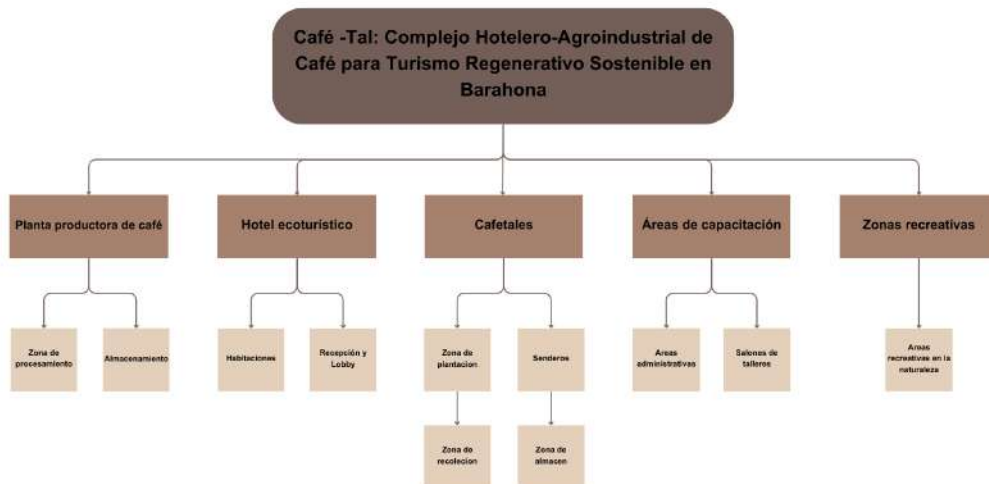 Café -Tal: Complejo Hotelero-Agroindustrial de
Café para Turismo Regenerativo Sostenible en
Barahona
Planta productora de café
Hotel ecoturístico
Cafetales
Áreas de capacitación
Zonas recreativas
Zona de
procesamiento
Almacenamiento
Habitaciones
Recepción y
Lobby
Zona de
plantacion
Senderos
Areas
administrativas
Salones de
talleros
Areas
recreativas en la
naturaleza
Zona de
recolecion
Zona de
almacen